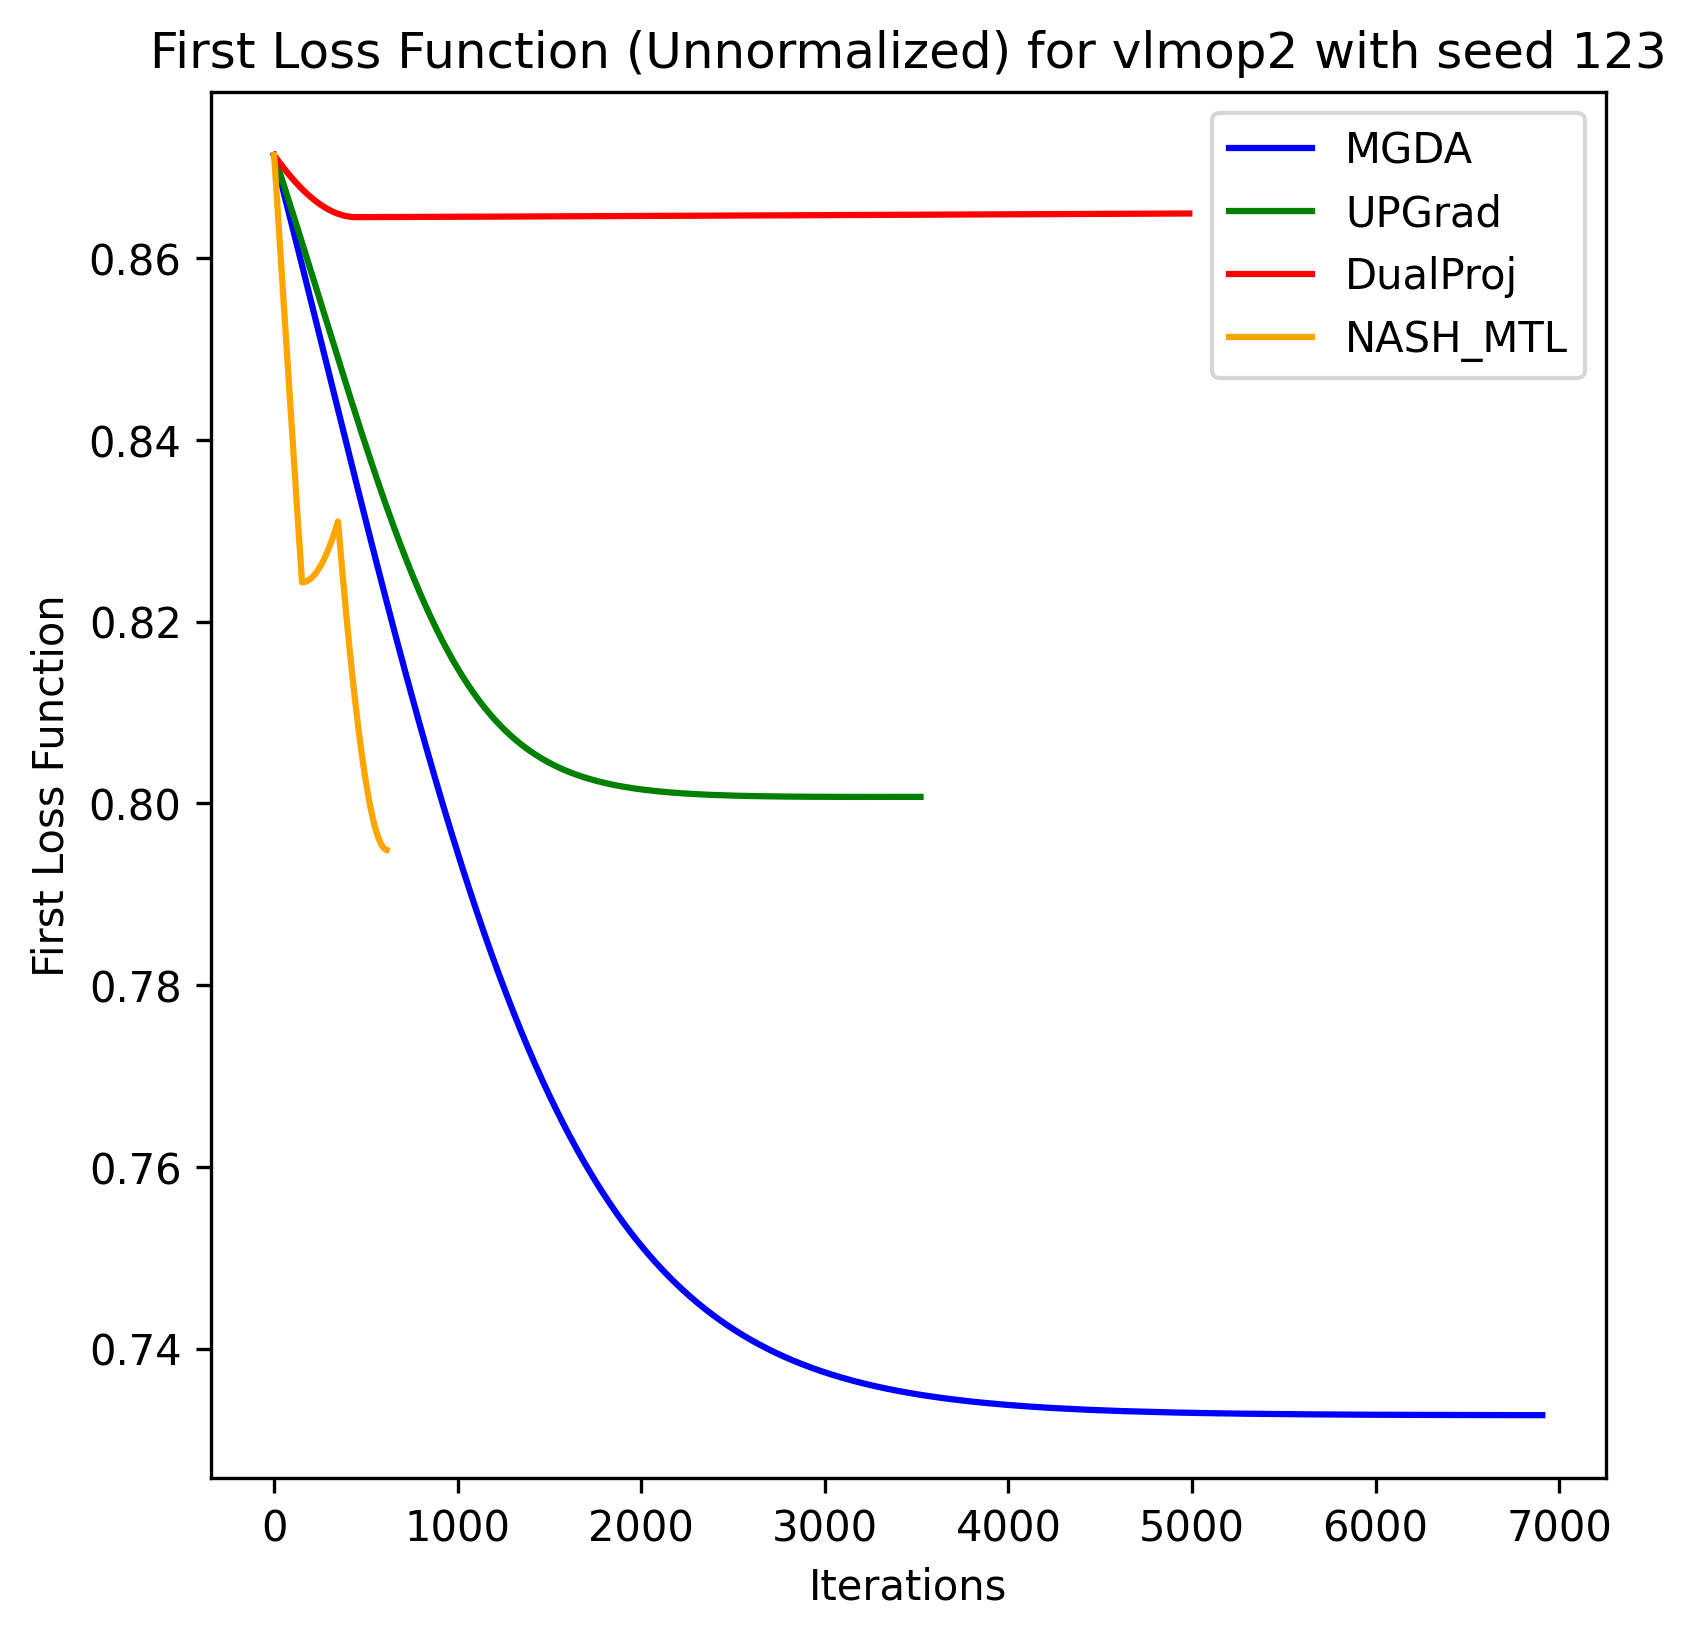 First Loss Function (Unnormalized) for vlmop2 with seed 123
MGDA
UPGrad
DualProj
NASH_MTL
First Loss Function
0.86
0.84
0.82
0.80
0.78
0.76
0.74
0
1000
2000
3000
4000
5000
6000
7000
Iterations